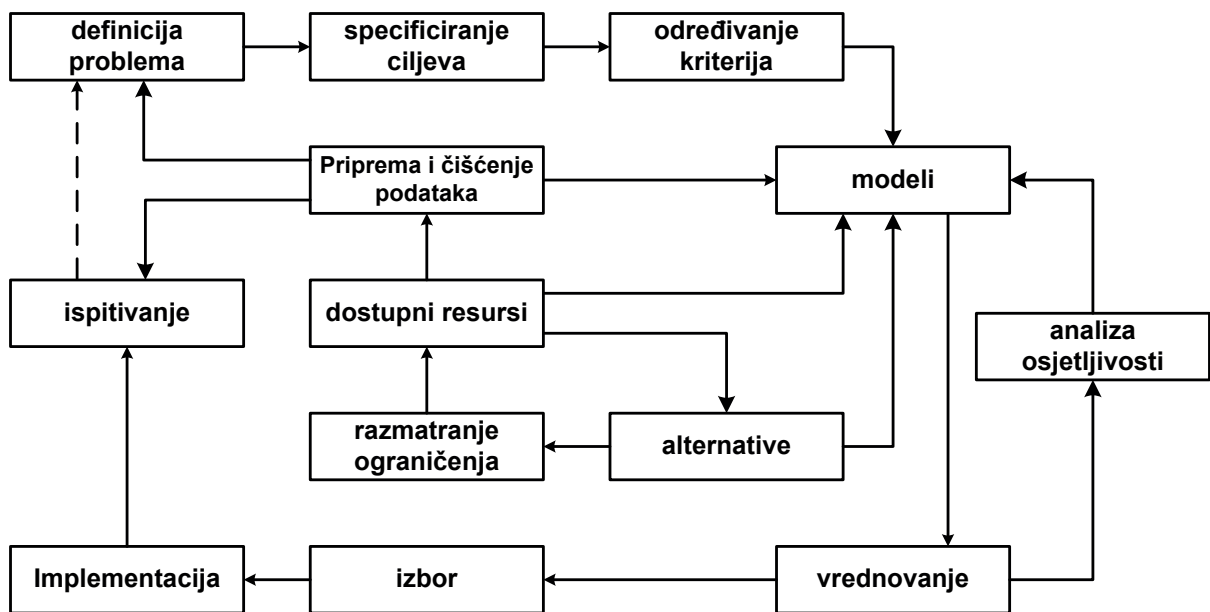 definicija
problema
specificiranje
ciljeva
određivanje
kriterija
Priprema i čišćenje
podataka
modeli
ispitivanje
dostupni resursi
analiza
osjetljivosti
razmatranje
ograničenja
alternative
Implementacija
izbor
vrednovanje